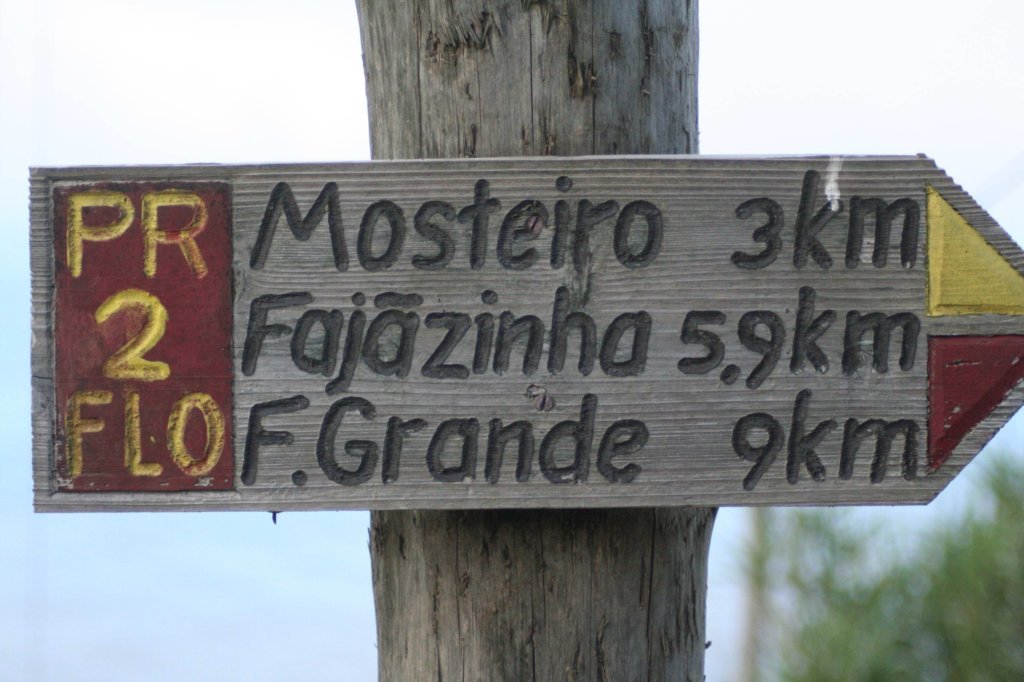 PR
2
FLO
Mosteiro 3km
Fajãzinha 5,9km
F.Grande 9km